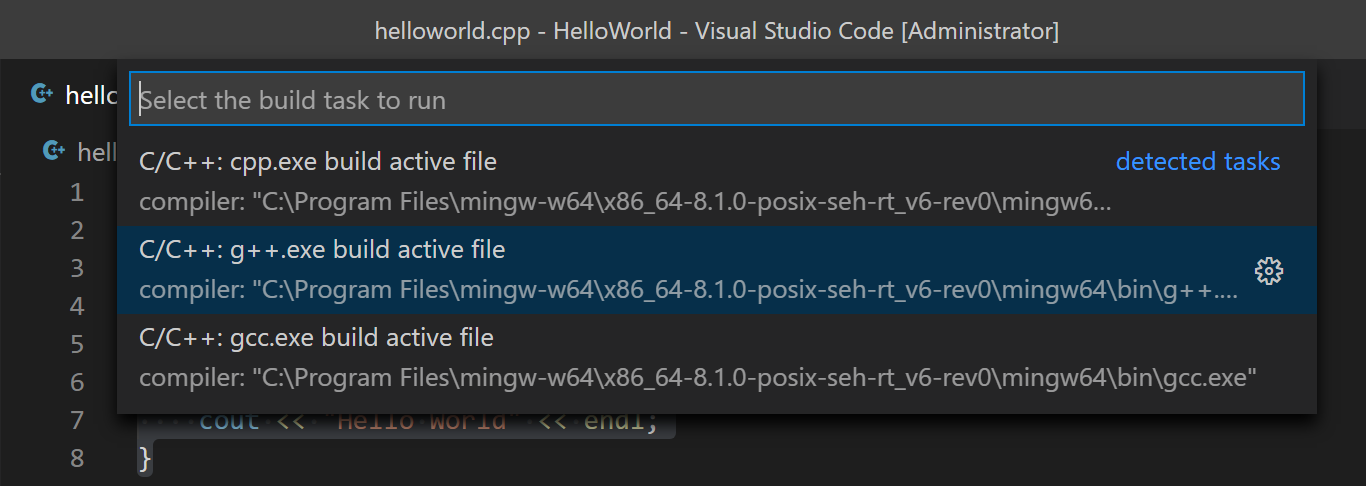 helloworld.cpp - HelloWorld - Visual Studio Code [Administrator]
hello
Select the build task to run
hell
C/C++: cpp.exe build active file detected tasks
compiler: "C:\Program Files\mingw-w64\x86_64-8.1.0-posix-seh-rt_v6-rev0\mingw6...
C/C++: g++.exe build active file
compiler: "C:\Program Files\mingw-w64\x86_64-8.1.0-posix-seh-rt_v6-rev0\mingw64\bin\g++....
C/C++: gcc.exe build active file
compiler: "C:\Program Files\mingw-w64\x86_64-8.1.0-posix-seh-rt_v6-rev0\mingw64\bin\gcc.exe"
1
2
3
4
5
6
7 cout << "Hello World" << endl;
8 }